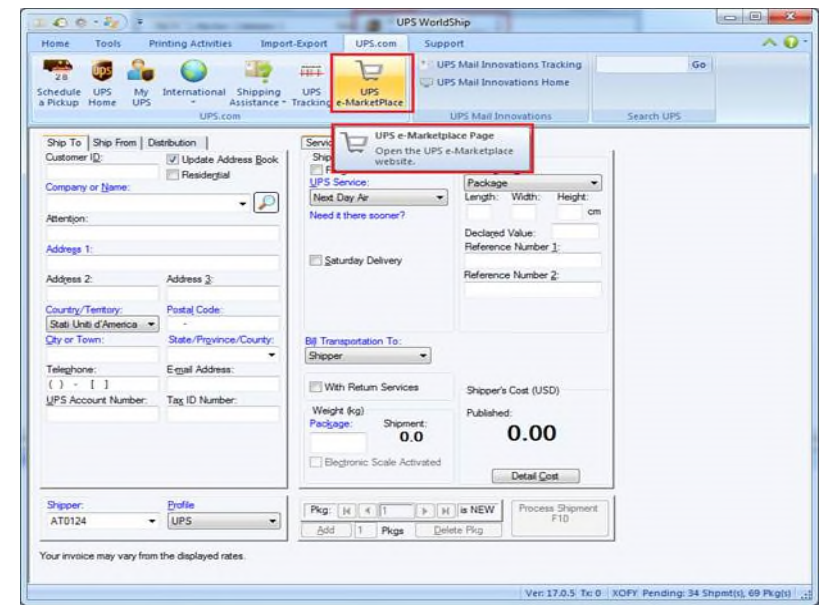 UPS WorldShip
Home Tools Printing Activities Import-Export UPS.com Support
28
ups
Schedule a Pickup
UPS Home
My UPS
International
Shipping Assistance
UPS Tracking
UPS e-MarketPlace
UPS Mail Innovations Tracking
UPS Mail Innovations Home
Go
UPS.com UPS Mail Innovations Search UPS
UPS e-Marketplace Page
Open the UPS e-Marketplace
website.
Ship To Ship From Distribution
Customer ID:
Update Address Book
Residential
Company or Name:
Attention:
Address 1:
Address 2: Address 3:
Country/Territory: Postal Code:
Stati Uniti d'America -
City or Town: State/Province/County:
Telephone: E-mail Address:
( ) - [ ]
UPS Account Number: Tax ID Number:
Shipper: Profile
AT0124 UPS
Your invoice may vary from the displayed rates.
UPS Service:
Next Day Air
Need it there sooner?
Saturday Delivery
Bill Transportation To:
Shipper
With Return Services
Weight (kg)
Package: Shipment:
0.0
Electronic Scale Activated
Package
Length: Width: Height:
cm
Declared Value:
Reference Number 1:
Reference Number 2:
Shipper's Cost (USD)
Published:
0.00
Detail Cost
Pkg: 1 is NEW
Add 1 Pkgs Delete Pkg
Process Shipment
F10
Ver: 17.0.5 Tx: 0 XOFY Pending: 34 Shpmt(s), 69 Pkg(s)